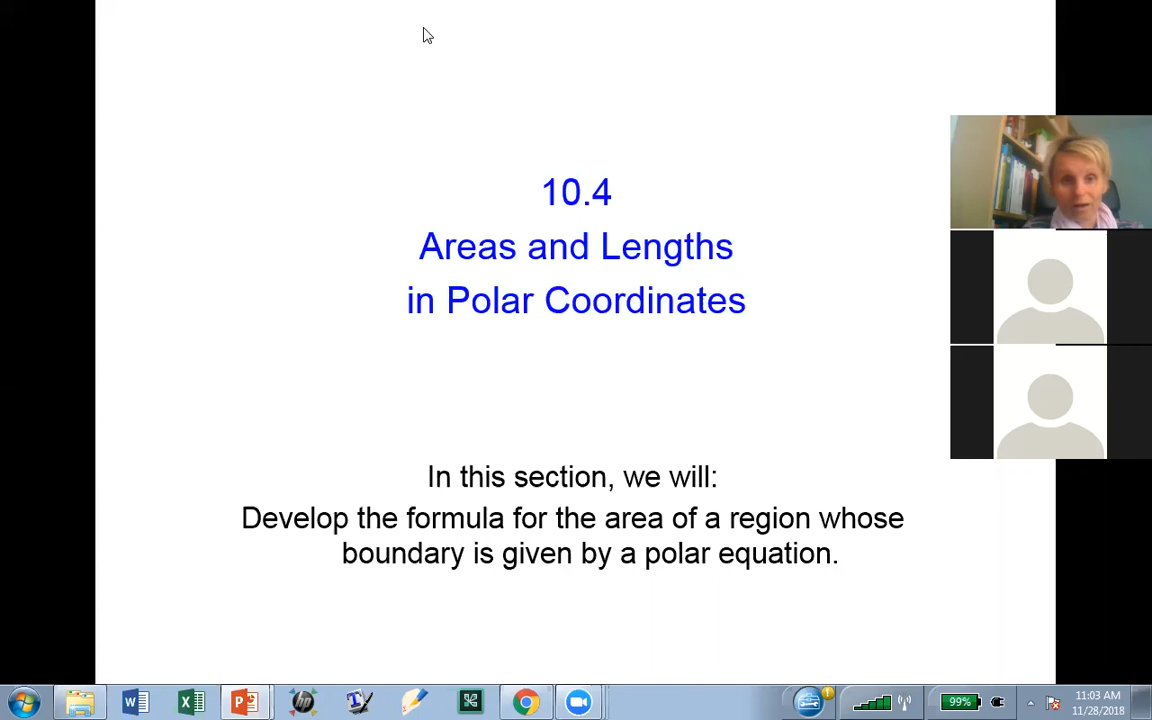 10.4
Areas and Lengths
in Polar Coordinates
In this section, we will:
Develop the formula for the area of a region whose
boundary is given by a polar equation.
99%
11:03 AM
11/28/2018